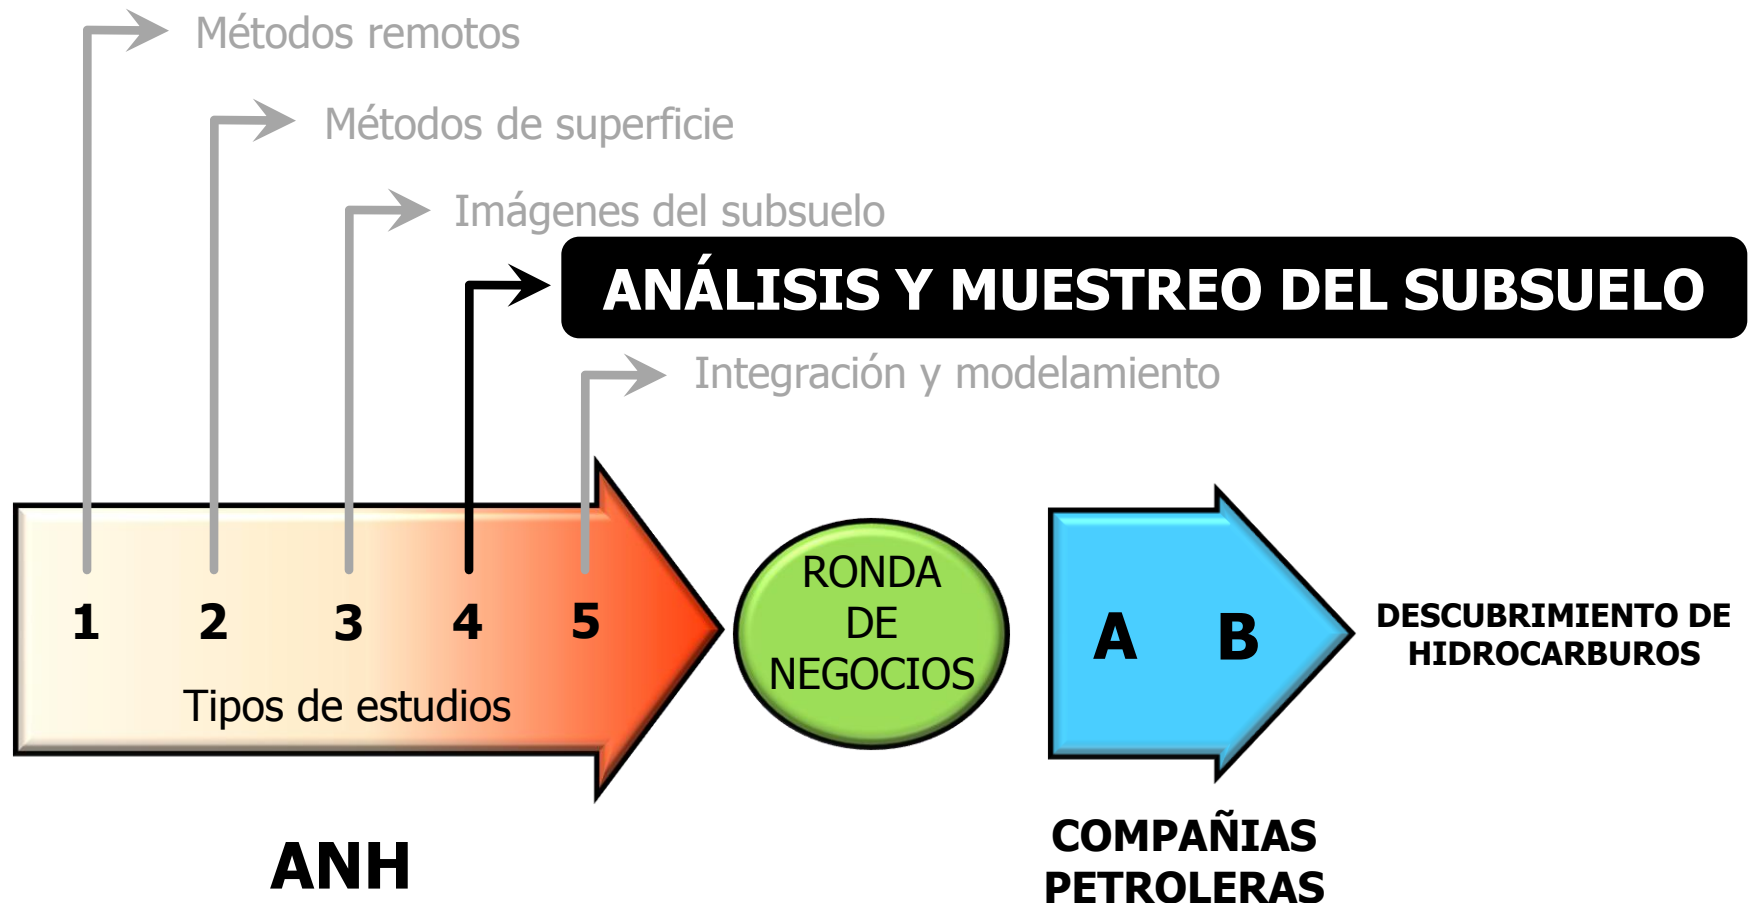 Métodos remotos
Métodos de superficie
Imágenes del subsuelo
ANÁLISIS Y MUESTREO DEL SUBSUELO
Integración y modelamiento
1 2 3 4 5
Tipos de estudios
ANH
RONDA
DE
NEGOCIOS
A B
COMPAÑIAS
PETROLERAS
DESCUBRIMIENTO DE
HIDROCARBUROS